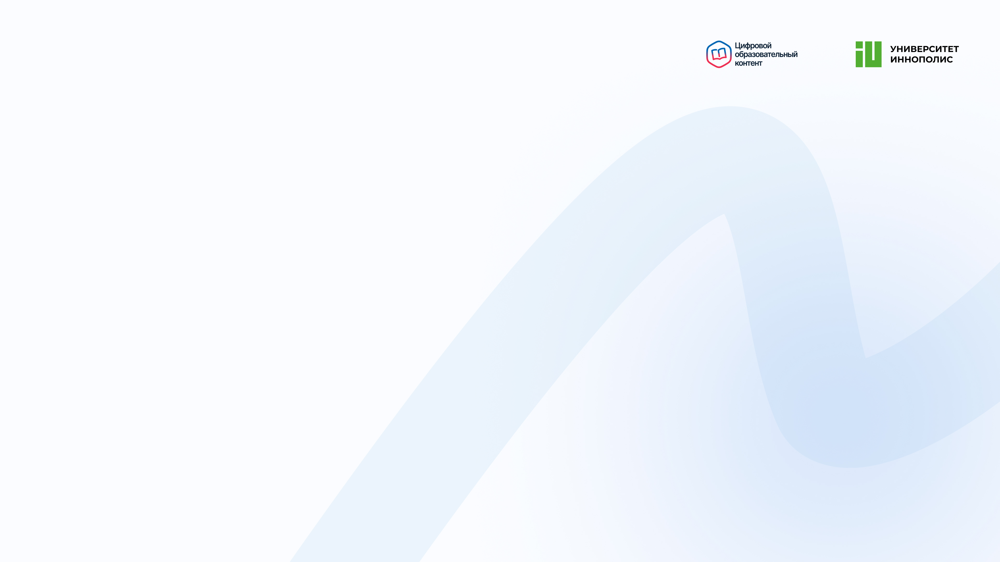 Цифровой
образовательный
контент
УНИВЕРСИТЕТ
ИННОПОЛИС